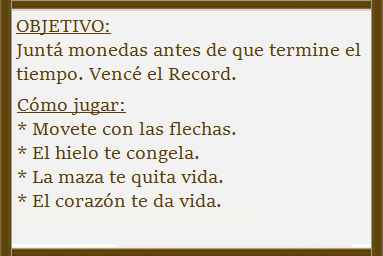 OBJETIVO:
Juntá monedas antes de que termine el
tiempo. Vencé el Record.
Cómo jugar:
* Movete con las flechas.
* El hielo te congela.
* La maza te quita vida.
* El corazón te da vida.